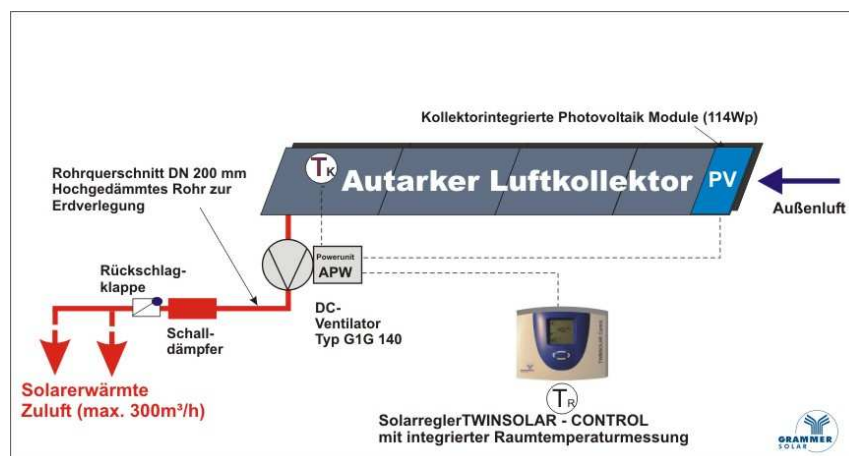 Kollektorintegrierte Photovoltaik Module (114Wp)
TK
Autarker Luftkollektor
PV
Rohrquerschnitt DN 200 mm
Hochgedämmtes Rohr zur
Erdverlegung
Außenluft
Powerunit
APW
Rückschlag-
klappe
DC-
Ventilator
Typ G1G 140
Schall-
dämpfer
TWINSOLAR Control
Solarerwärmte
Zuluft (max. 300m³/h)
TR
SolarreglerTWINSOLAR - CONTROL
mit integrierter Raumtemperaturmessung
GRAMMER
SOLAR